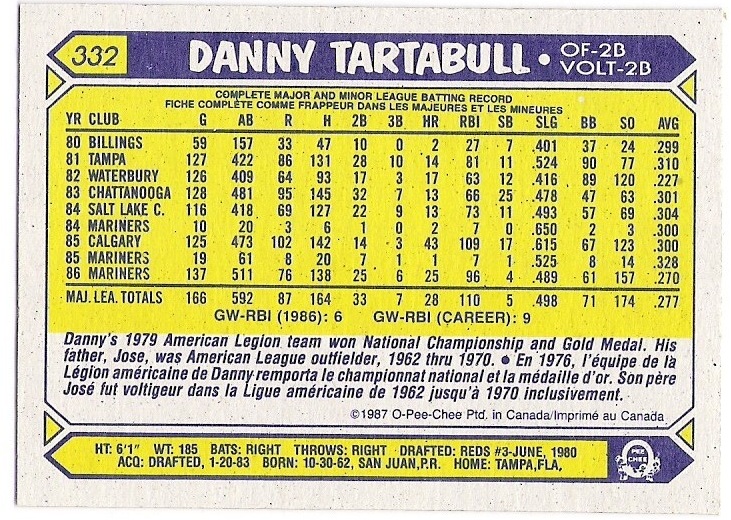 332 DANNY TARTABULL • OF-2B
VOLT-2B
COMPLETE MAJOR AND MINOR LEAGUE BATTING RECORD
FICHE COMPLÈTE COMME FRAPPEUR DANS LES MAJEURES ET LES MINEURES
YR CLUB G AB R H 2B 3B HR RBI SB SLG BB SO AVG
80 BILLINGS 59 157 33 47 10 0 2 27 7 .401 37 24 .299
81 TAMPA 127 422 86 131 28 10 14 81 11 .524 90 77 .310
82 WATERBURY 126 409 64 93 17 3 17 63 12 .416 89 120 .227
83 CHATTANOOGA 128 481 95 145 32 7 13 66 25 .478 47 63 .301
84 SALT LAKE C. 116 418 69 127 22 9 13 73 11 .493 57 69 .304
84 MARINERS 10 20 3 6 1 0 2 7 0 .650 2 3 .300
85 CALGARY 125 473 102 142 14 3 43 109 17 .615 67 123 .300
85 MARINERS 19 61 8 20 7 1 1 7 1 .525 8 14 .328
86 MARINERS 137 511 76 138 25 6 25 96 4 .489 61 157 .270
MAJ. LEA. TOTALS 166 592 87 164 33 7 28 110 5 .498 71 174 .277
GW-RBI (1986): 6 GW-RBI (CAREER): 9
Danny's 1979 American Legion team won National Championship and Gold Medal. His
father, Jose, was American League outfielder, 1962 thru 1970. • En 1976, l'équipe de là
Légion américaine de Danny remporta le championnat national et la médaille d'or. Son père
José fut voltigeur dans la Ligue américaine de 1962 jusqu'à 1970 inclusivement.
©1987 O-Pee-Chee Ptd. in Canada/Imprimé au Canada
HT: 6'1" WT: 185 BATS: RIGHT THROWS: RIGHT DRAFTED: REDS #3-JUNE, 1980
ACQ: DRAFTED, 1-20-83 BORN: 10-30-62, SAN JUAN,P.R. HOME: TAMPA,FLA,
O
PEE
CHEE